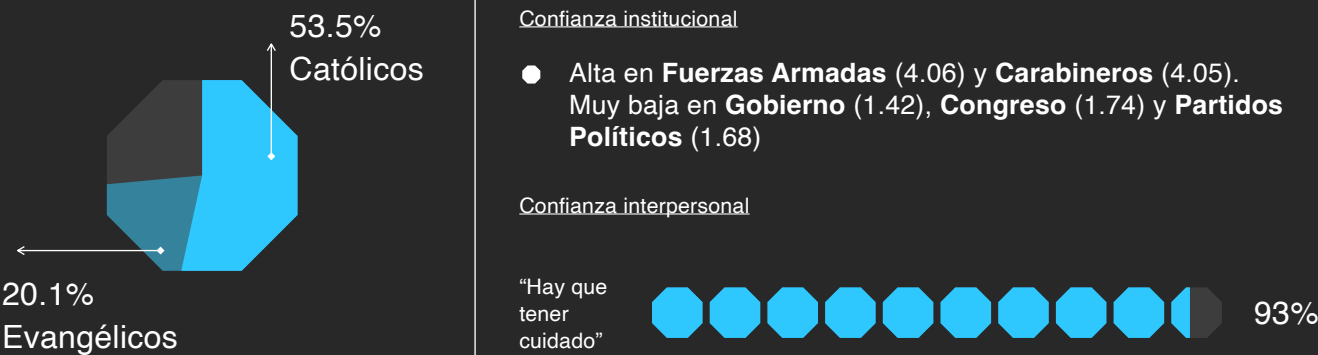 53.5%
Católicos
20.1%
Evangélicos
Confianza institucional
Alta en Fuerzas Armadas (4.06) y Carabineros (4.05).
Muy baja en Gobierno (1.42), Congreso (1.74) y Partidos
Políticos (1.68)
Confianza interpersonal
“Hay que
tener
cuidado”
93%